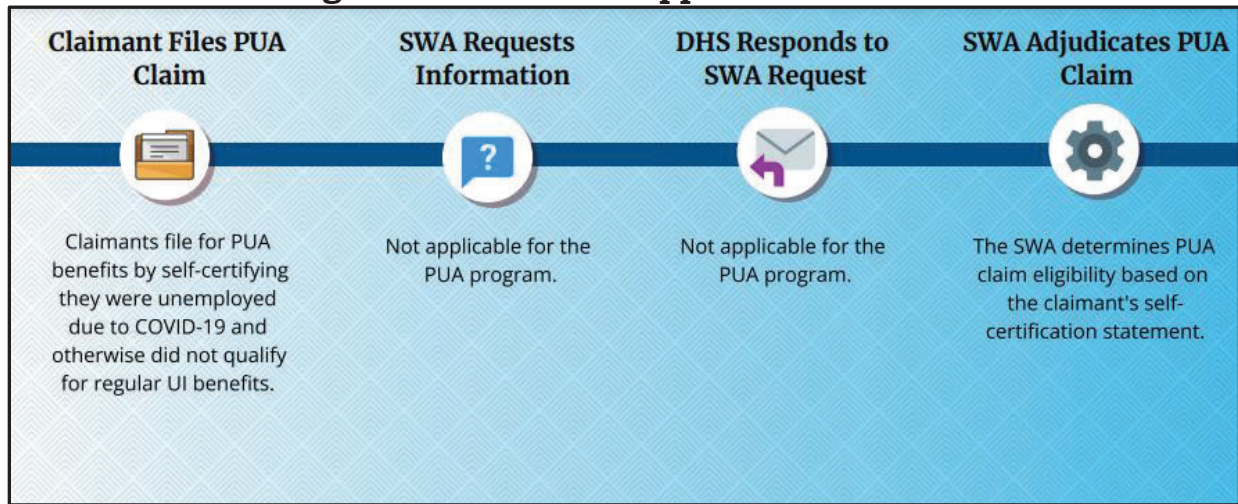 Claimant Files PUA
Claim
Claimants file for PUA
benefits by self-certifying
they were unemployed
due to COVID-19 and
otherwise did not qualify
for regular UI benefits.
SWA Requests
Information
?
Not applicable for the
PUA program.
DHS Responds to
SWA Request
Not applicable for the
PUA program.
SWA Adjudicates PUA
Claim
The SWA determines PUA
claim eligibility based on
the claimant's self-
certification statement.